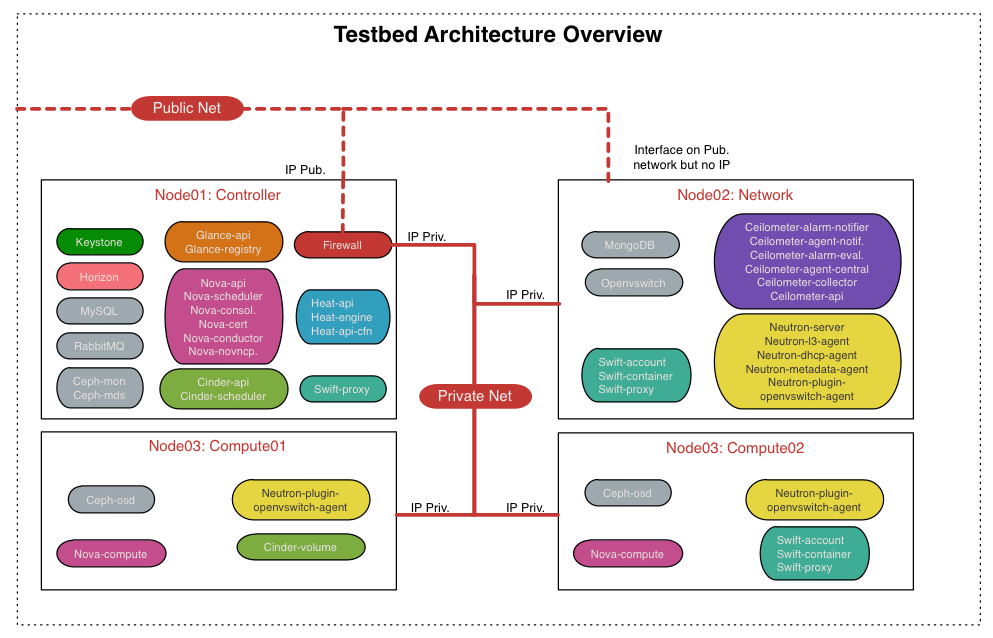 Testbed Architecture Overview
Public Net
Interface on Pub.
network but no IP
IP Pub.
Node01: Controller
Keystone
Horizon
MySQL
RabbitMQ
Ceph-mon
Ceph-mds
Glance-api
Glance-registry
Nova-api
Nova-scheduler
Nova-consol.
Nova-cert
Nova-conductor
Nova-novncp.
Cinder-api
Cinder-scheduler
Firewall
Heat-api
Heat-engine
Heat-api-cfn
Swift-proxy
IP Priv.
IP Priv.
Private Net
Node02: Network
MongoDB
Openvswitch
Swift-account
Swift-container
Swift-proxy
Ceilometer-alarm-notifier
Ceilometer-agent-notif.
Ceilometer-alarm-eval.
Ceilometer-agent-central
Ceilometer-collector
Ceilometer-api
Neutron-server
Neutron-l3-agent
Neutron-dhcp-agent
Neutron-metadata-agent
Neutron-plugin-
openvswitch-agent
Node03: Compute01
Ceph-osd
Nova-compute
Neutron-plugin-
openvswitch-agent
Cinder-volume
IP Priv.
IP Priv.
Node03: Compute02
Ceph-osd
Nova-compute
Neutron-plugin-
openvswitch-agent
Swift-account
Swift-container
Swift-proxy